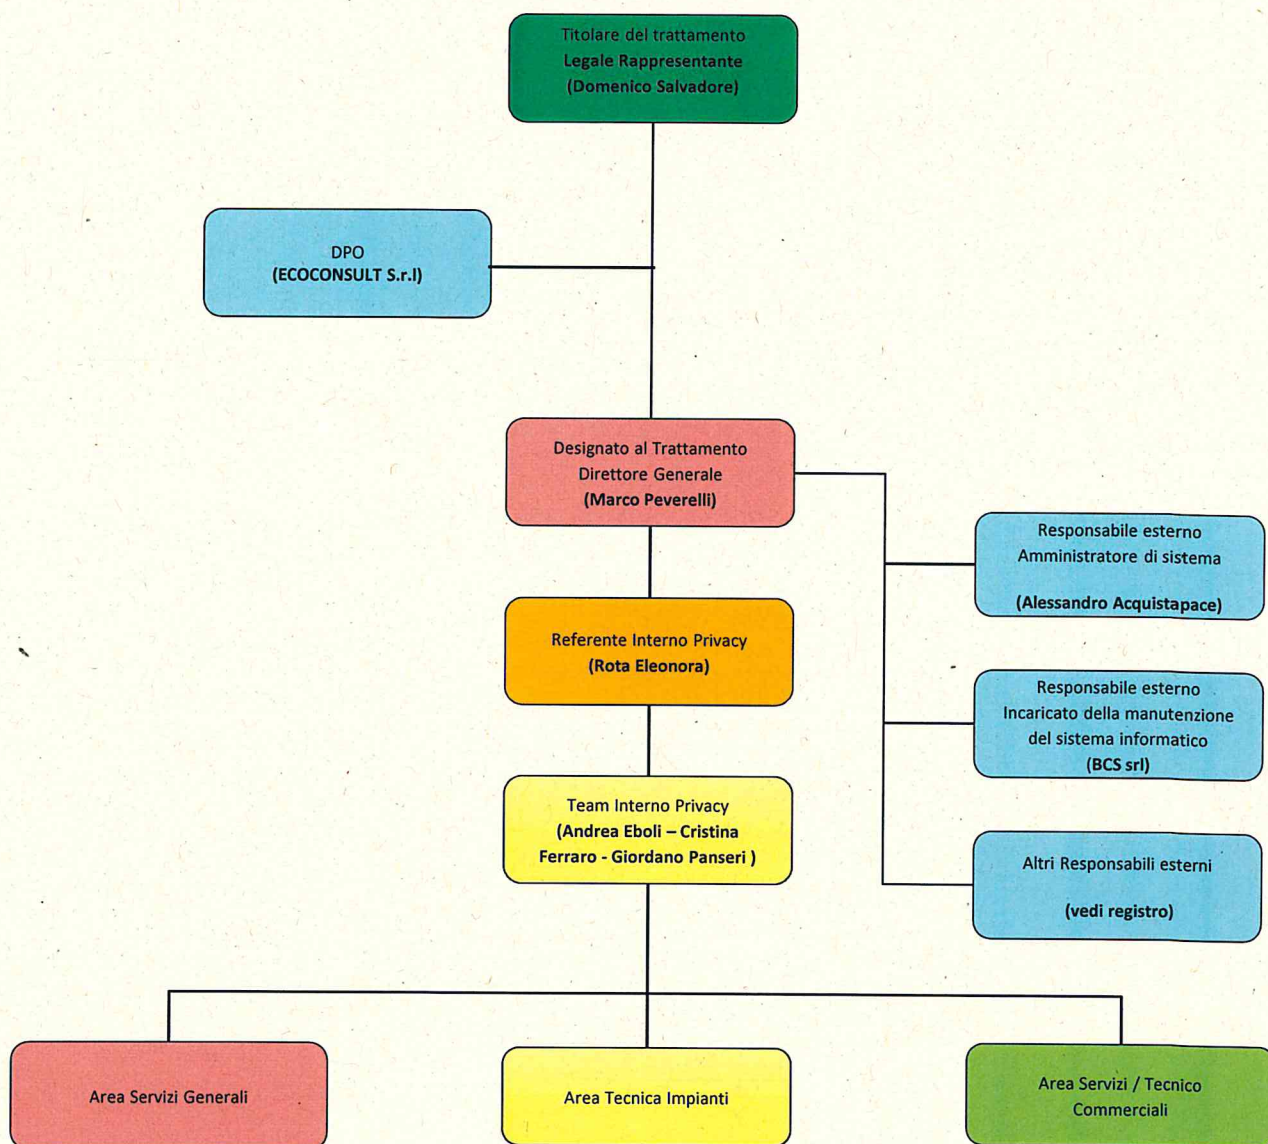 Titolare del trattamento
Legale Rappresentante
(Domenico Salvadore)
DPO
(ECOCONSULT S.r.l)
Designato al Trattamento
Direttore Generale
(Marco Peverelli)
Responsabile esterno
Amministratore di sistema
(Alessandro Acquistapace)
Referente Interno Privacy
(Rota Eleonora)
Responsabile esterno
Incaricato della manutenzione
del sistema informatico
(BCS srl)
Team Interno Privacy
(Andrea Eboli – Cristina
Ferraro - Giordano Panseri )
Altri Responsabili esterni
(vedi registro)
Area Servizi Generali
Area Tecnica Impianti
Area Servizi / Tecnico
Commerciali